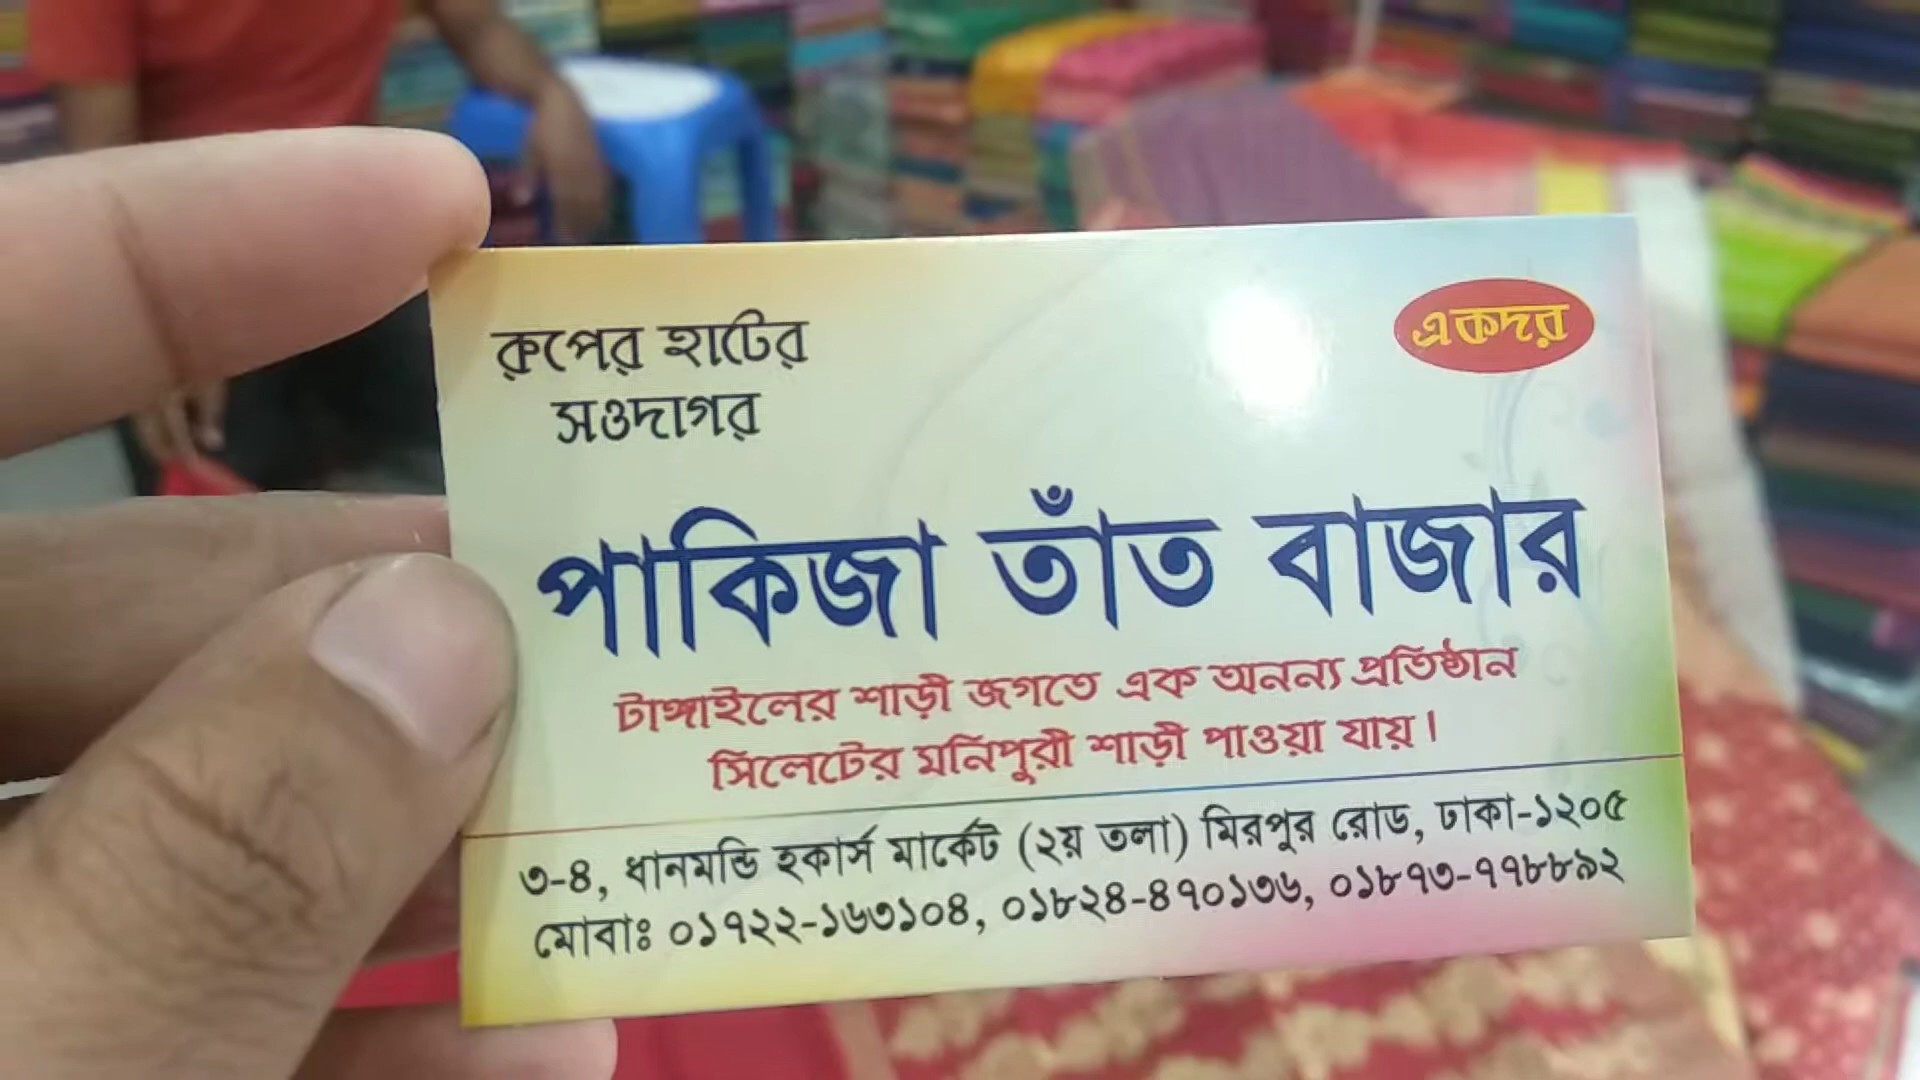 রুপের হাটের
সওদাগর
একদর
পাকিজা তাঁত বাজার
টাঙ্গাইলের শাড়ী জগতে এক অনন্য প্রতিষ্ঠান
সিলেটের মনিপুরী শাড়ী পাওয়া যায়।
৩-৪, ধানমন্ডি হকার্স মার্কেট (২য় তলা) মিরপুর রোড, ঢাকা-১২০৫
মোবাঃ ০১৭২২-১৬৩১০৪, ০১৮২৪-৪৭০১৩৬, ০১৮৭৩-৭৭৮৮৯২